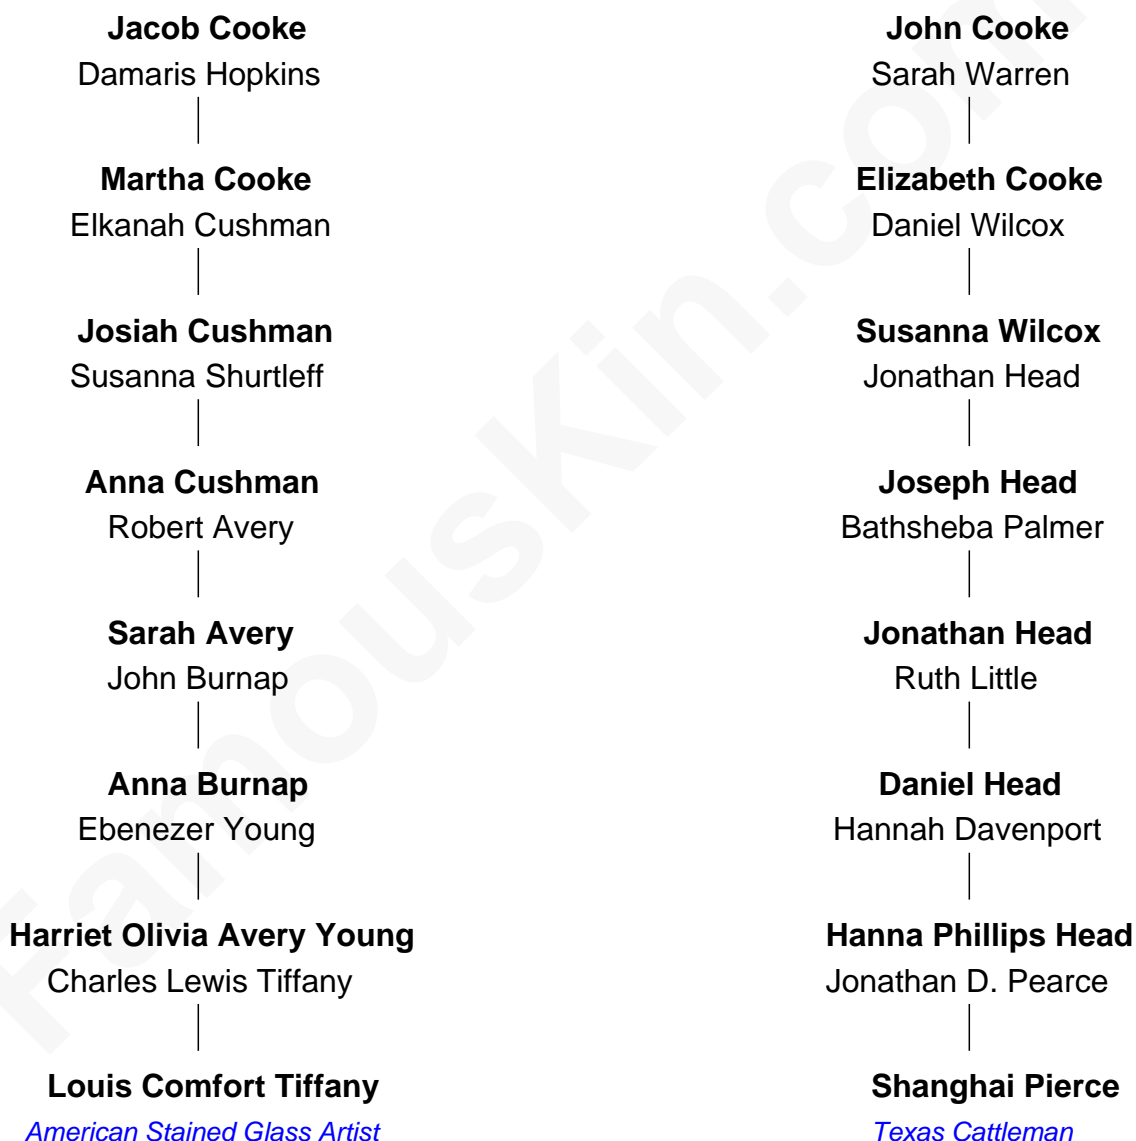 Jacob Cooke
Damaris Hopkins
Martha Cooke
Elkanah Cushman
Josiah Cushman
Susanna Shurtleff
Anna Cushman
Robert Avery
Sarah Avery
John Burnap
Anna Burnap
Ebenezer Young
Harriet Olivia Avery Young
Charles Lewis Tiffany
Louis Comfort Tiffany
American Stained Glass Artist
John Cooke
Sarah Warren
Elizabeth Cooke
Daniel Wilcox
Susanna Wilcox
Jonathan Head
Joseph Head
Bathsheba Palmer
Jonathan Head
Ruth Little
Daniel Head
Hannah Davenport
Hanna Phillips Head
Jonathan D. Pearce
Shanghai Pierce
Texas Cattleman
FamousKin.com